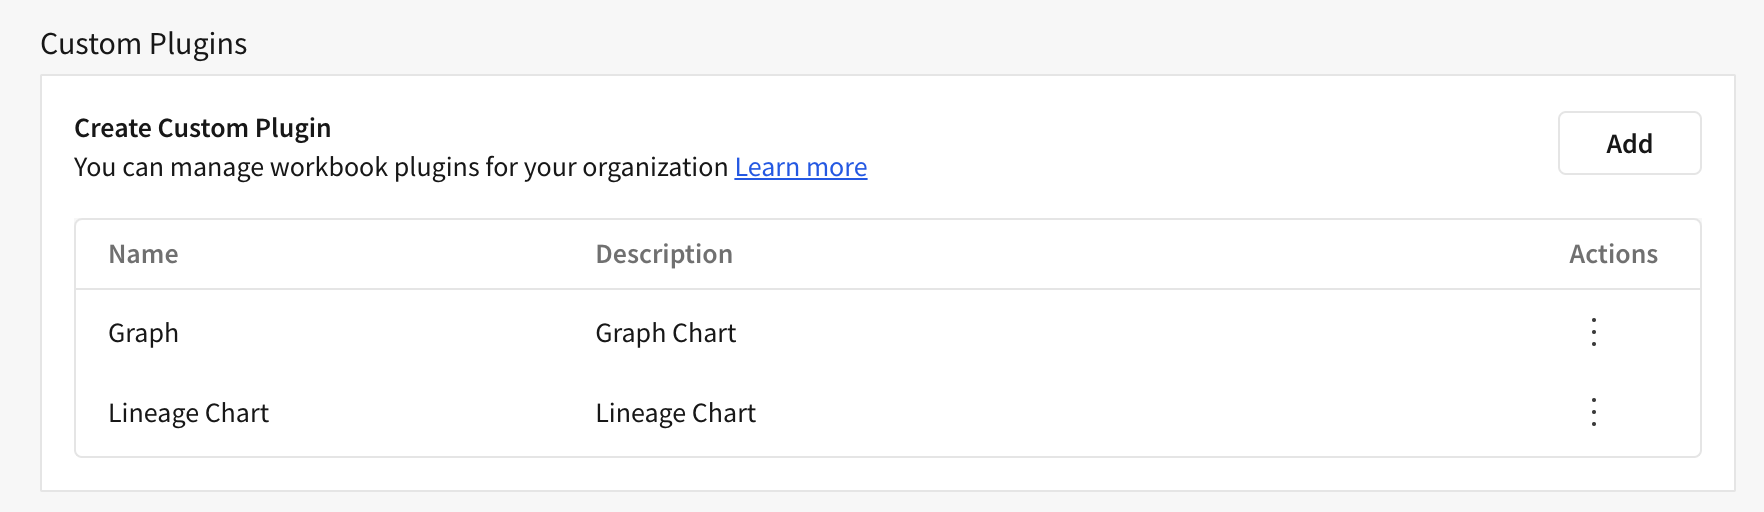 Custom Plugins
Create Custom Plugin
Add
You can manage workbook plugins for your organization Learn more
Name Description Actions
Graph Graph Chart
Lineage Chart Lineage Chart